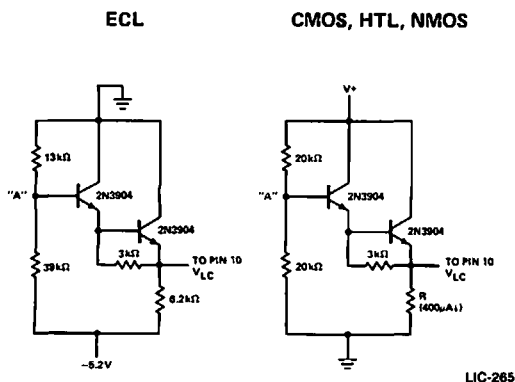 ECL
CMOS, HTL, NMOS
13kΩ
"A"
2N3904
2N3904
3kΩ
TO PIN 10
VLC
39kΩ
6.2kΩ
−5.2V
V+
20kΩ
"A"
2N3904
2N3904
3kΩ
TO PIN 10
VLC
20kΩ
R
(400μA↓)
LIC-265